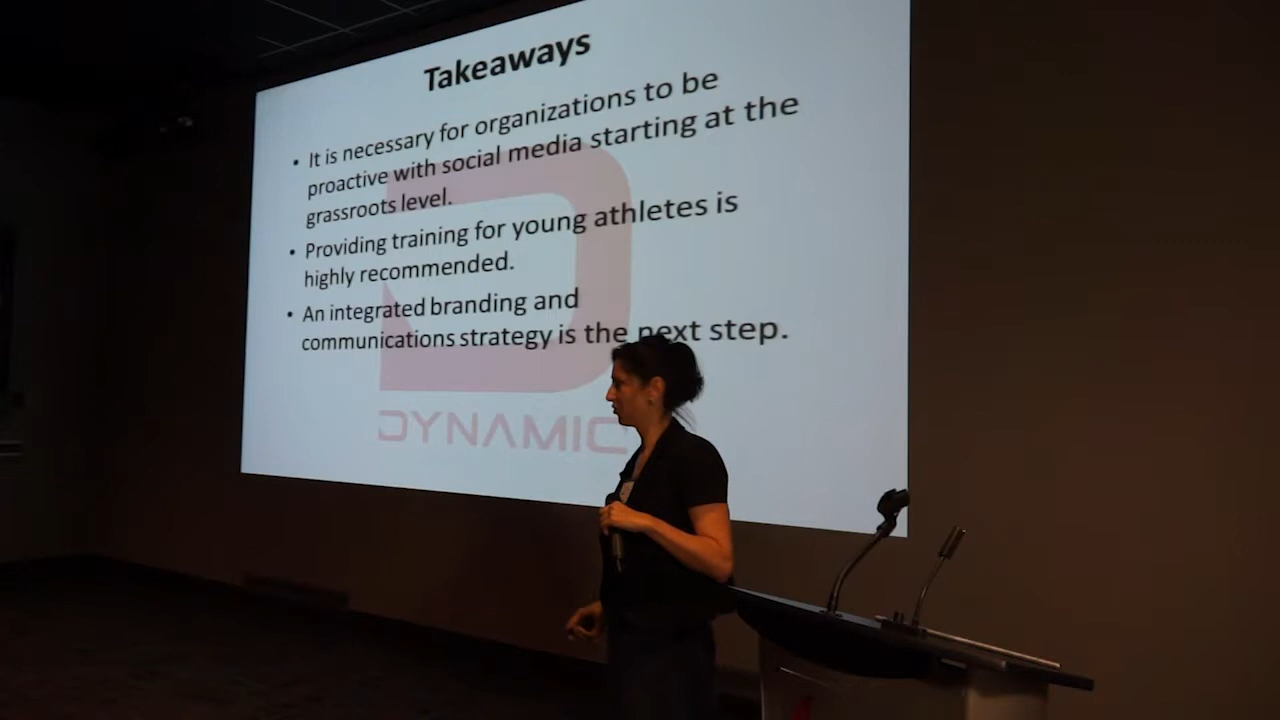 Takeaways
• It is necessary for organizations to be
proactive with social media starting at the
grassroots level.
• Providing training for young athletes is
highly recommended.
• An integrated branding and
communications strategy is the next step.
DYNAMIC